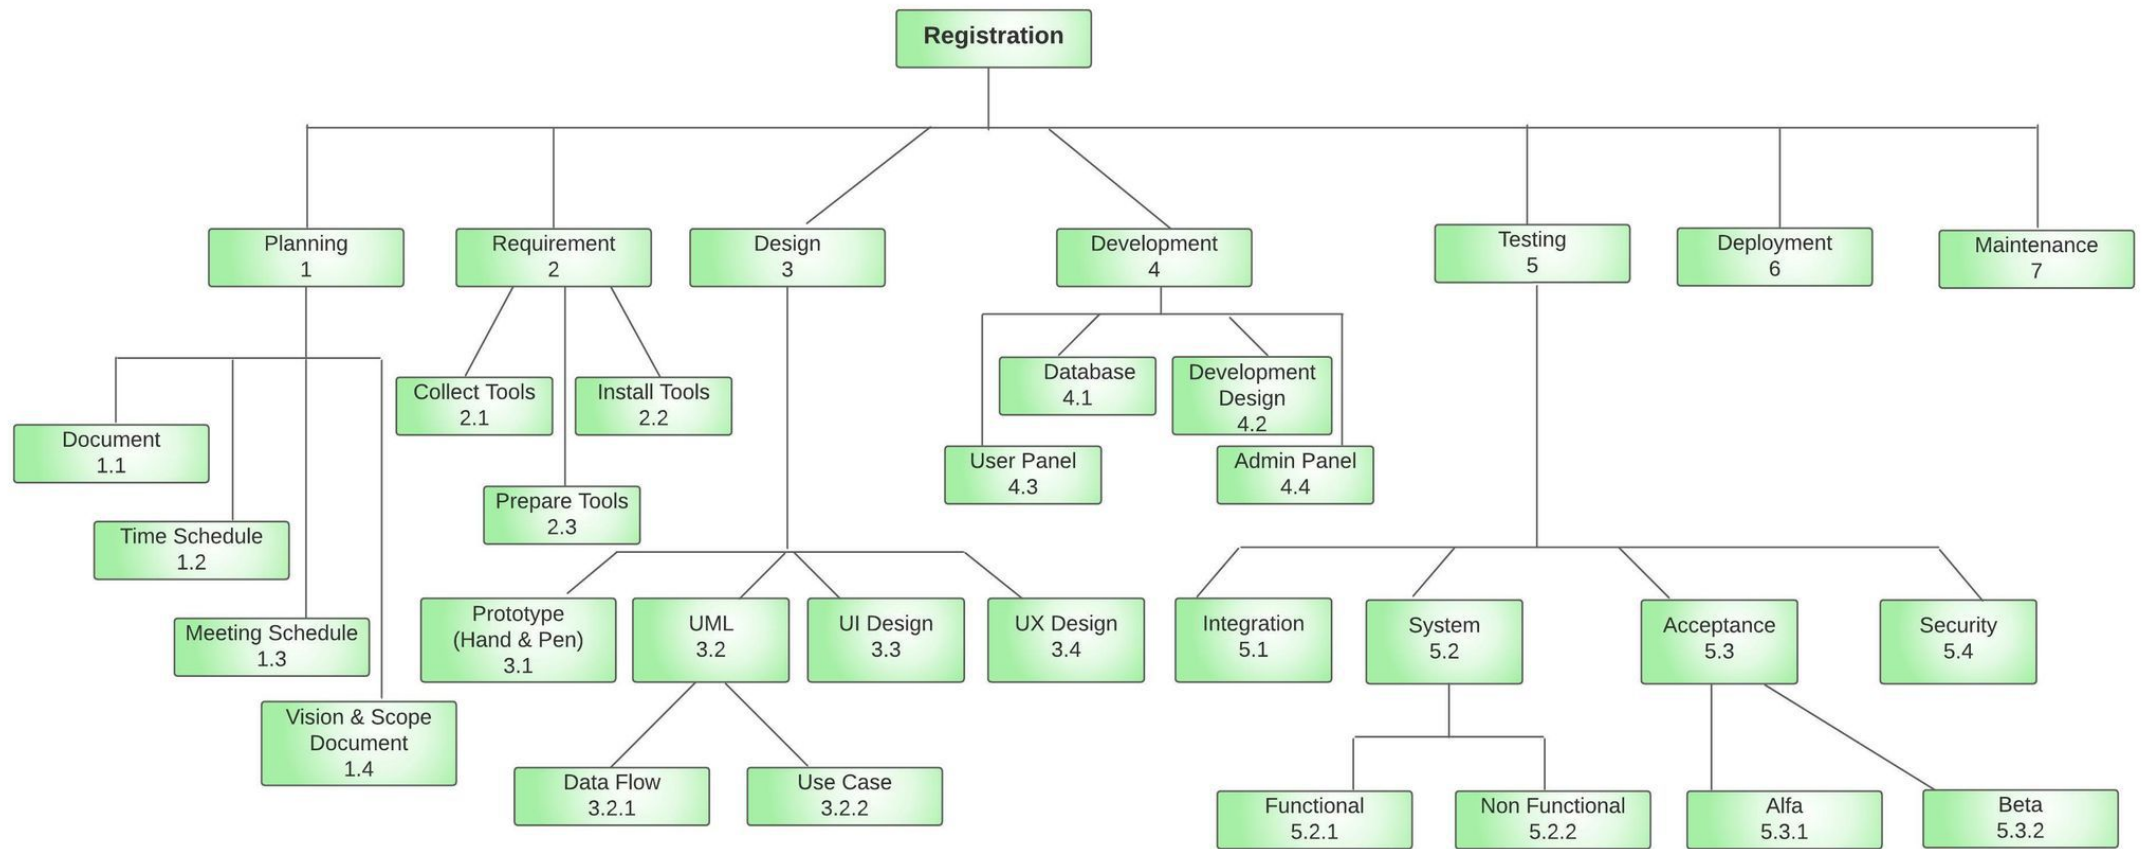 Registration
Planning
1
Requirement
2
Design
3
Development
4
Testing
5
Deployment
6
Maintenance
7
Document
1.1
Time Schedule
1.2
Meeting Schedule
1.3
Vision & Scope
Document
1.4
Collect Tools
2.1
Install Tools
2.2
Prepare Tools
2.3
Prototype
(Hand & Pen)
3.1
UML
3.2
UI Design
3.3
UX Design
3.4
Data Flow
3.2.1
Use Case
3.2.2
Database
4.1
Development
Design
4.2
User Panel
4.3
Admin Panel
4.4
Integration
5.1
System
5.2
Acceptance
5.3
Security
5.4
Functional
5.2.1
Non Functional
5.2.2
Alfa
5.3.1
Beta
5.3.2